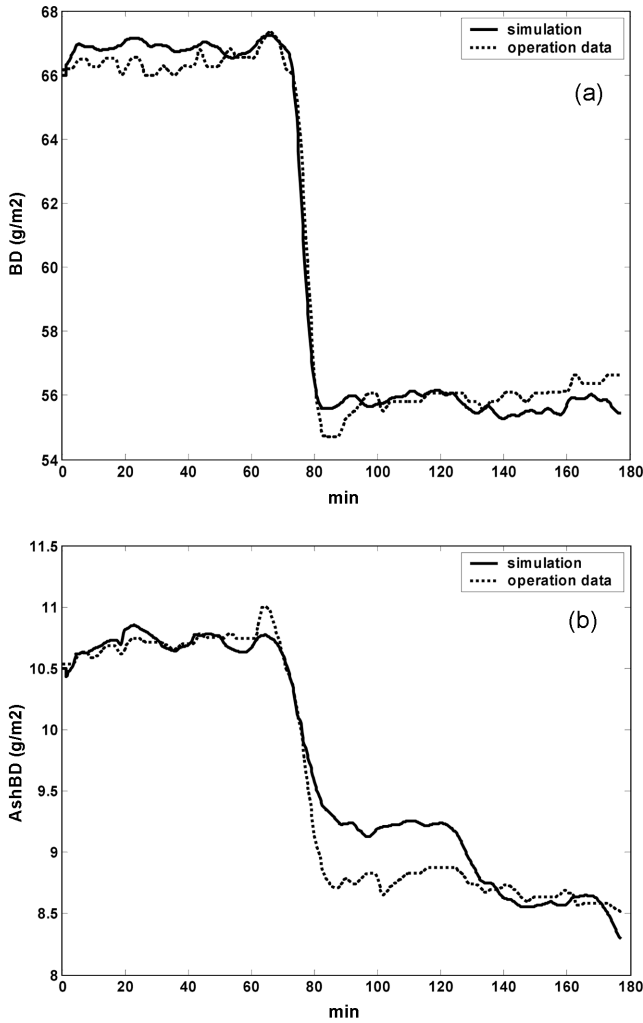 simulation
operation data
(a)
68
66
64
62
60
58
56
54
BD (g/m2)
0 20 40 60 80 100 120 140 160 180
min
simulation
operation data
(b)
11.5
11
10.5
10
9.5
9
8.5
8
AshBD (g/m2)
0 20 40 60 80 100 120 140 160 180
min